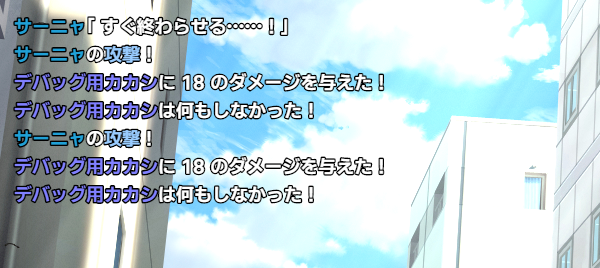 サーニャ「すぐ終わらせる……！」
サーニャの攻撃！
デバッグ用カカシに 18 のダメージを与えた！
デバッグ用カカシは何もしなかった！
サーニャの攻撃！
デバッグ用カカシに 18 のダメージを与えた！
デバッグ用カカシは何もしなかった！